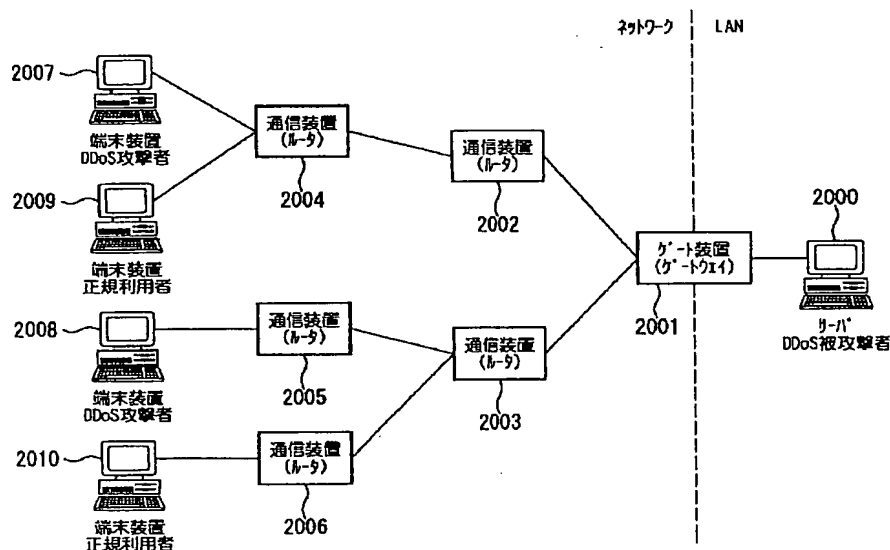 ネットワーク
LAN
2007
端末装置
DDoS攻撃者
通信装置
(ルータ)
2004
通信装置
(ルータ)
2002
2009
端末装置
正規利用者
2000
ゲート装置
(ゲートウェイ)
2001
サーバ
DDoS被攻撃者
2008
端末装置
DDoS攻撃者
通信装置
(ルータ)
2005
通信装置
(ルータ)
2003
2010
端末装置
正規利用者
通信装置
(ルータ)
2006